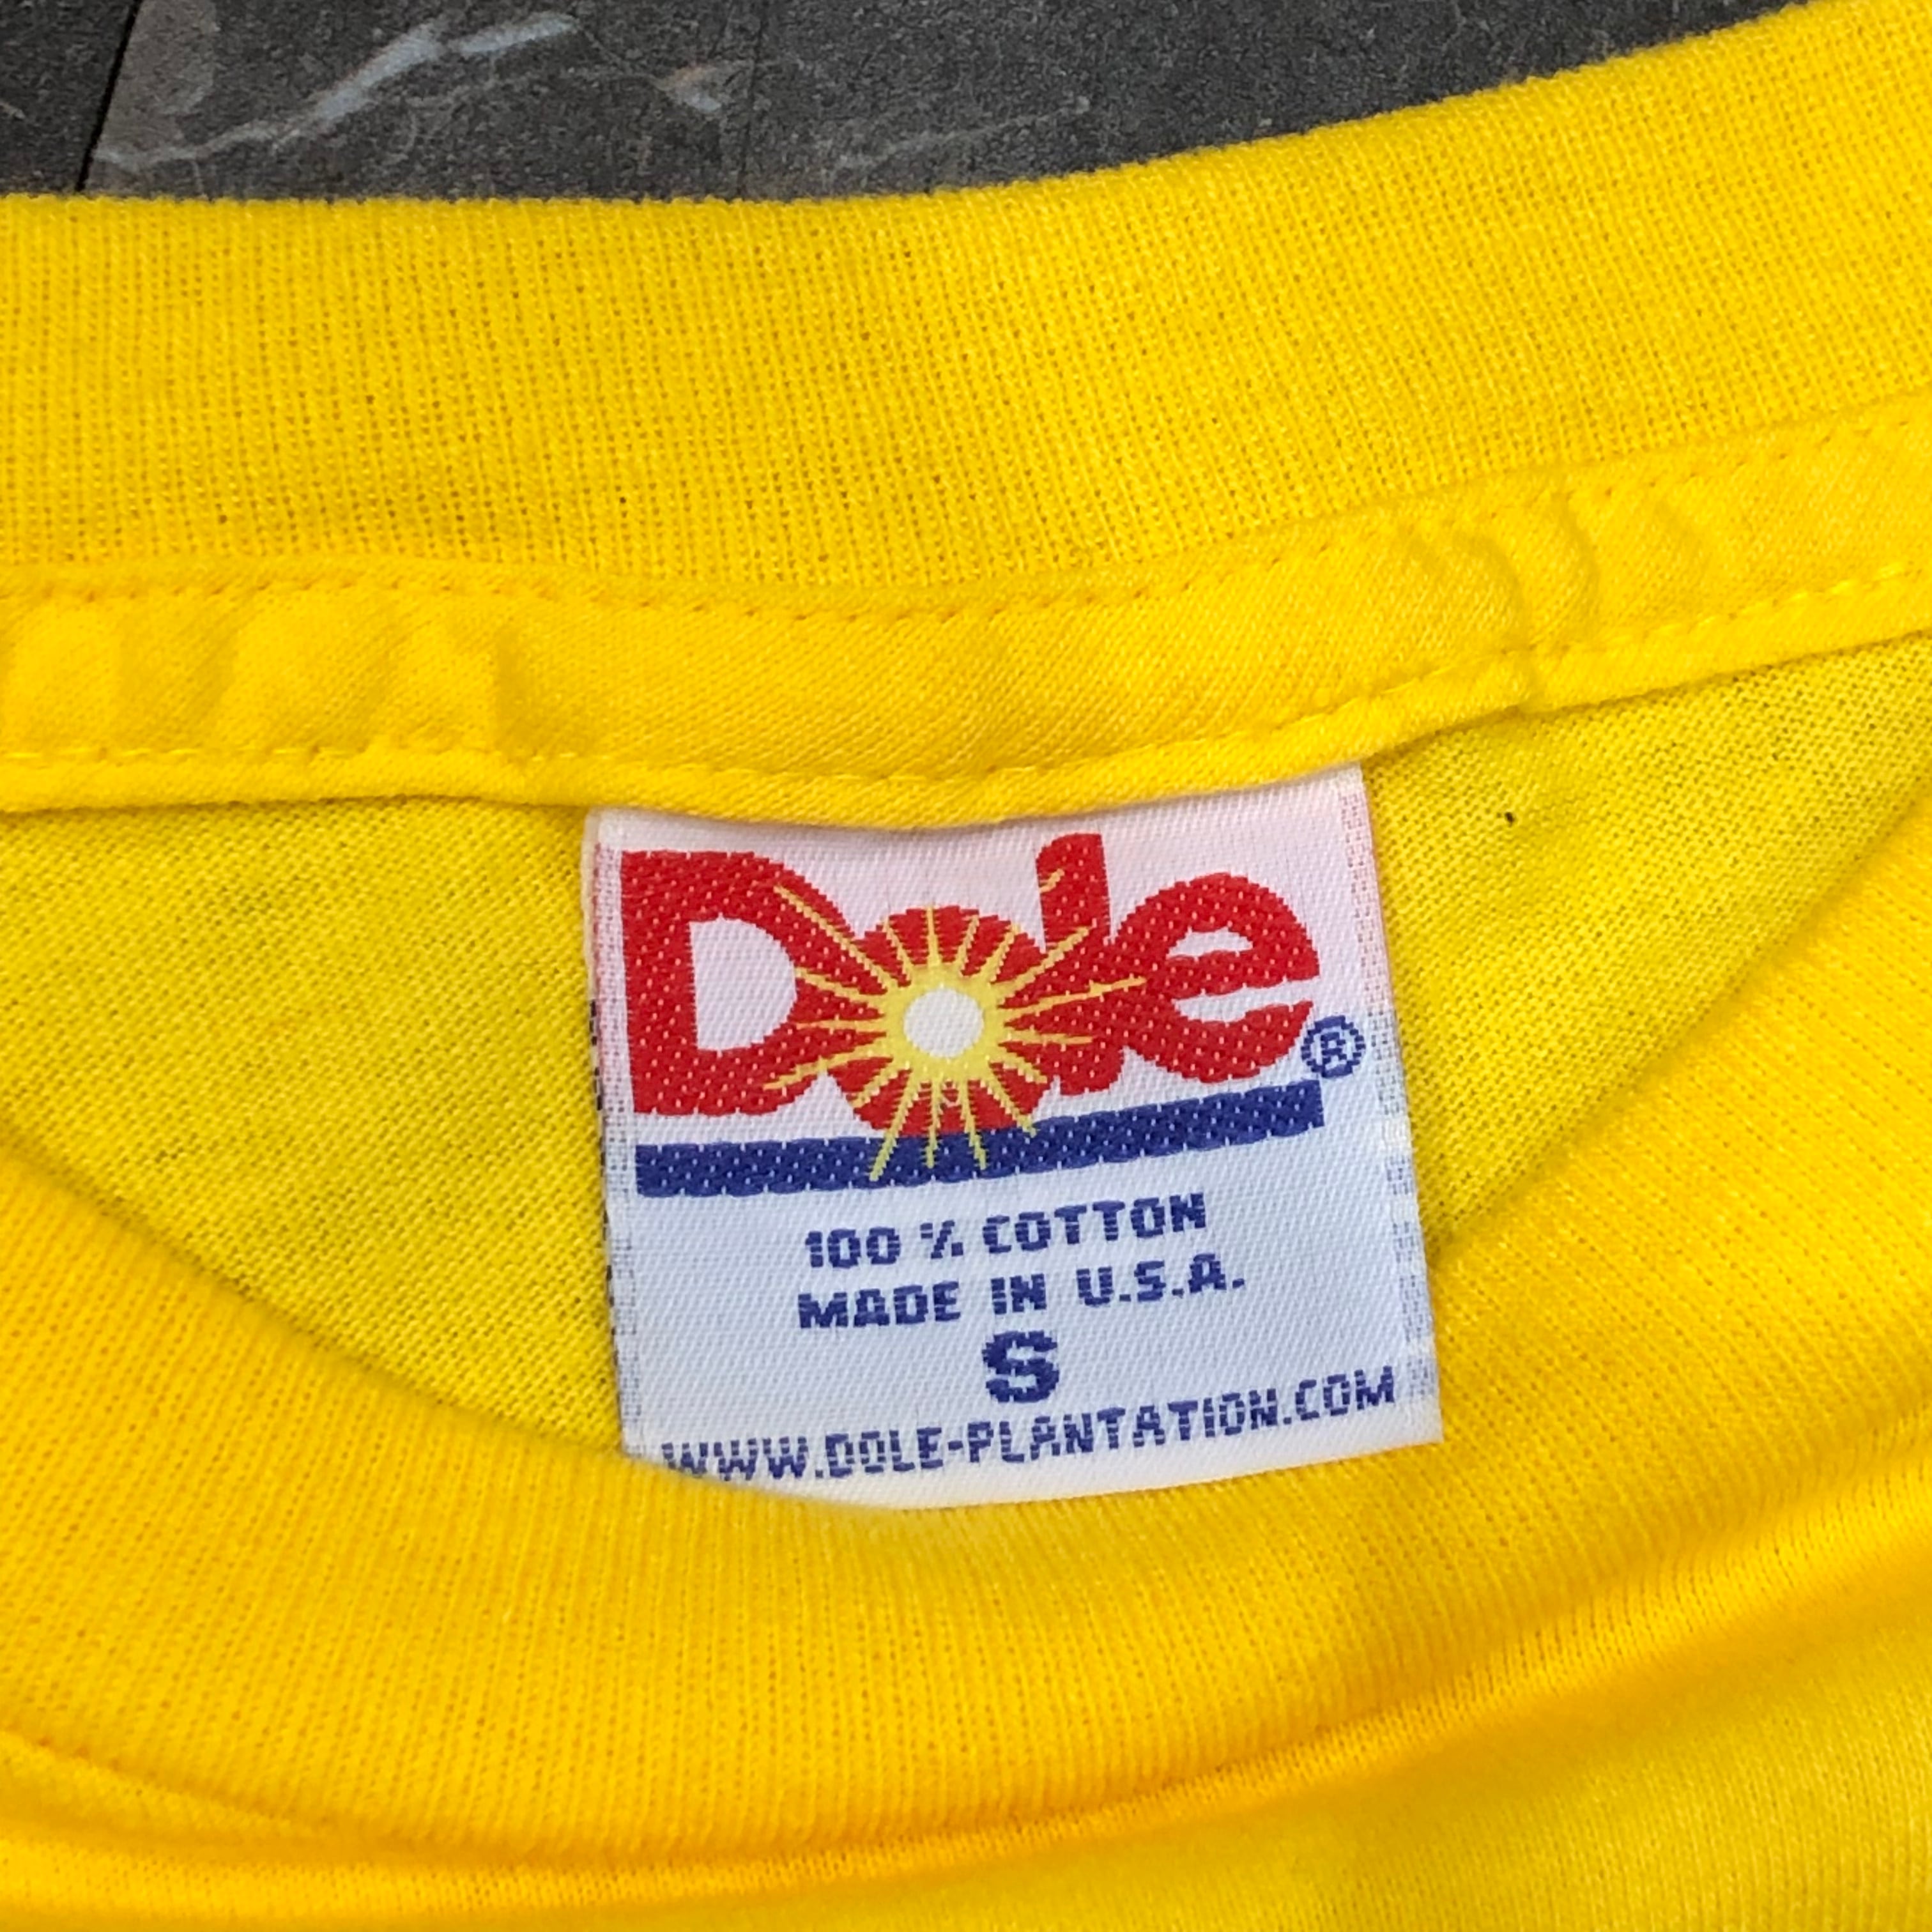 Dole®
100 % COTTON
MADE IN U.S.A.
S
WWW.DOLE-PLANTATION.COM